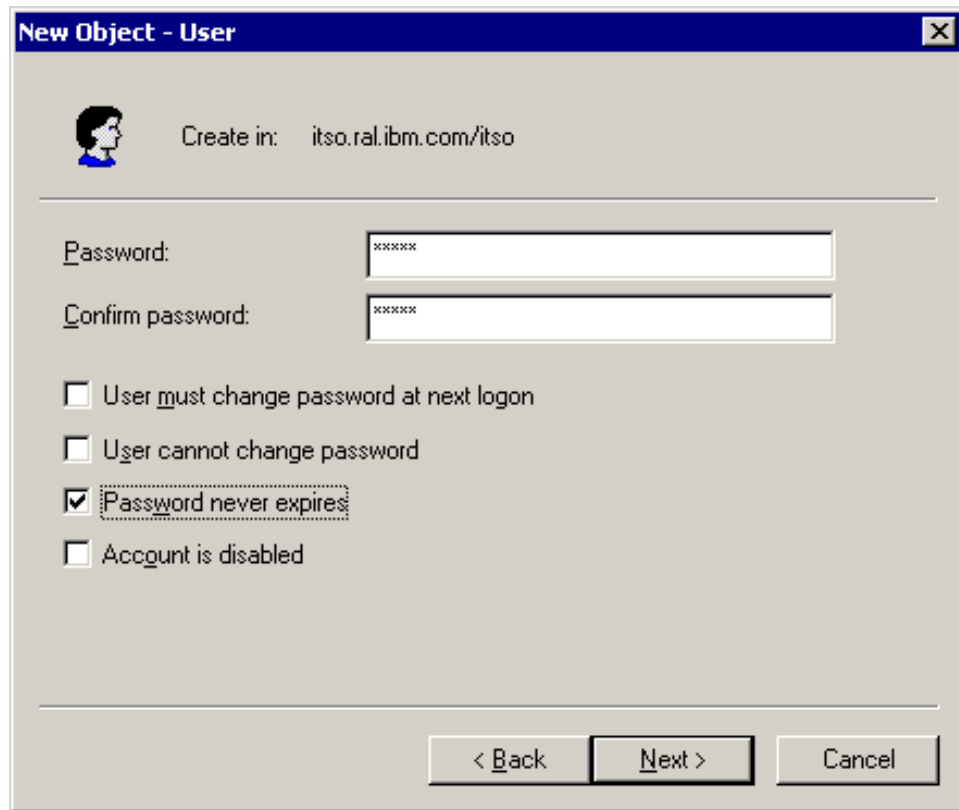 New Object - User
Create in: itso.ral.ibm.com/itso
Password: *****
Confirm password: *****
User must change password at next logon
User cannot change password
Password never expires
Account is disabled
< Back Next > Cancel